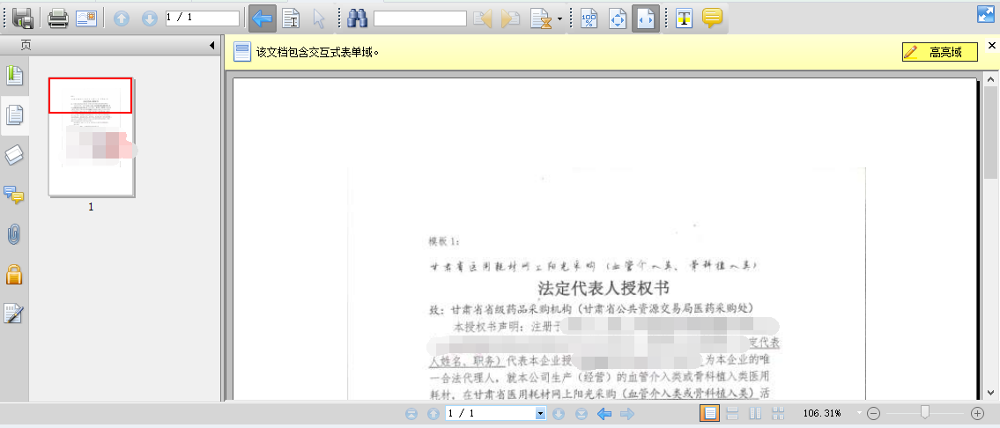 1 / 1
页
该文档包含交互式表单域。
高亮域
1
模板1:
甘肃省医用耗材网上阳光采购（血管介入类、骨科植入类）
法定代表人授权书
致：甘肃省省级药品采购机构（甘肃省公共资源交易局医药采购处）
本授权书声明：注册于
定代表
人姓名、职务）代表本企业授 为本企业的唯
一合法代理人，就本公司生产（经营）的血管介入类或骨科植入类医用
耗材，在甘肃省医用耗材网上阳光采购（血管介入类或骨科植入类）活
1 / 1
106.31%